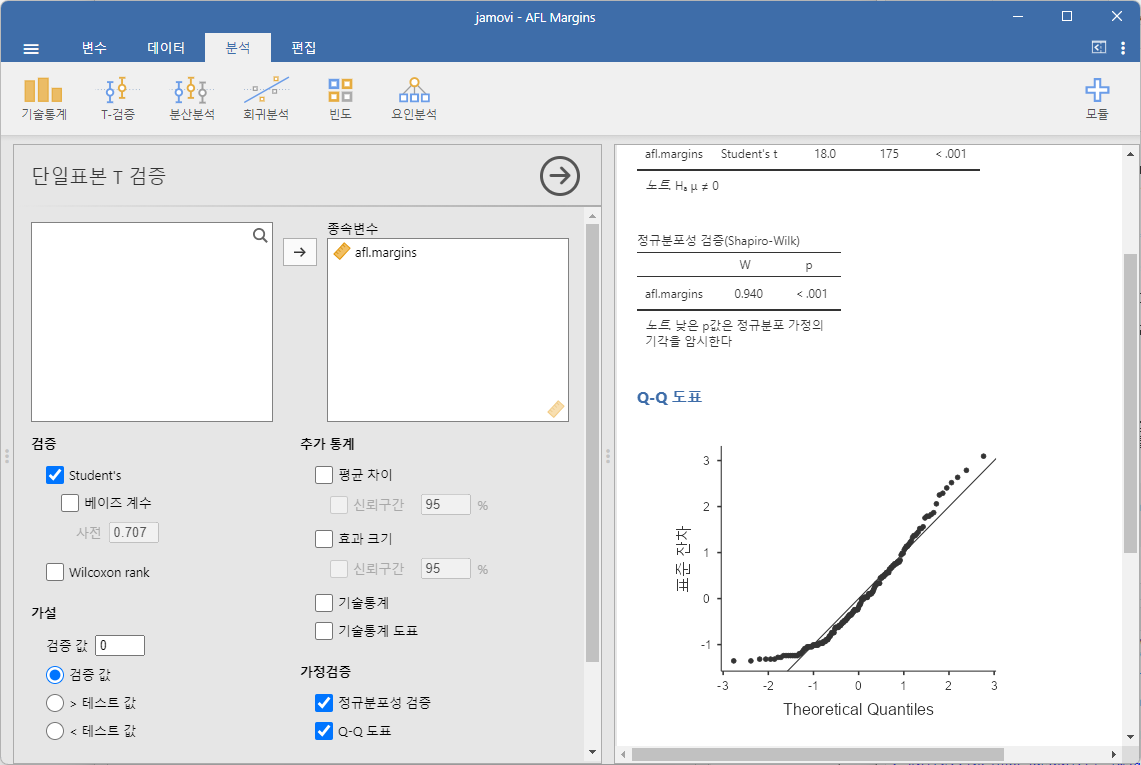 jamovi - AFL Margins
변수 데이터 분석 편집
기술통계 T-검증 분산분석 회귀분석 빈도 요인분석 모듈
단일표본 T 검증
종속변수
afl.margins
검증
Student's
베이즈 계수
사전 0.707
Wilcoxon rank
가설
검증 값 0
검증 값
> 테스트 값
< 테스트 값
추가 통계
평균 차이
신뢰구간 95 %
효과 크기
신뢰구간 95 %
기술통계
기술통계 도표
가정검증
정규분포성 검증
Q-Q 도표
afl.margins Student's t 18.0 175 < .001
노트. Hₐ μ ≠ 0
정규분포성 검증(Shapiro-Wilk)
W p
afl.margins 0.940 < .001
노트. 낮은 p값은 정규분포 가정의
기각을 암시한다
Q-Q 도표
표준 잔차
3
2
1
0
-1
-3 -2 -1 0 1 2 3
Theoretical Quantiles